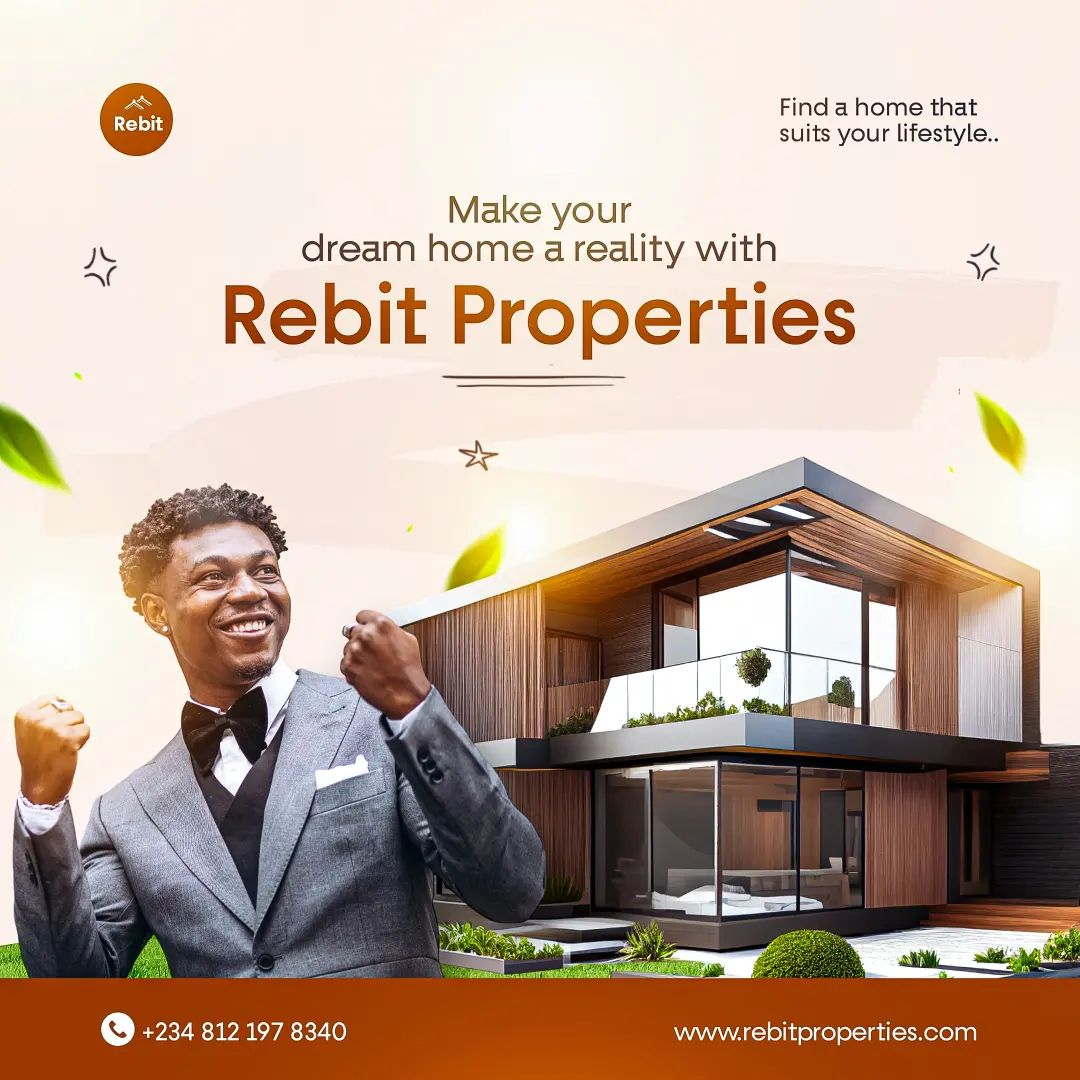 Rebit
Find a home that
suits your lifestyle..
Make your
dream home a reality with
Rebit Properties
+234 812 197 8340
www.rebitproperties.com